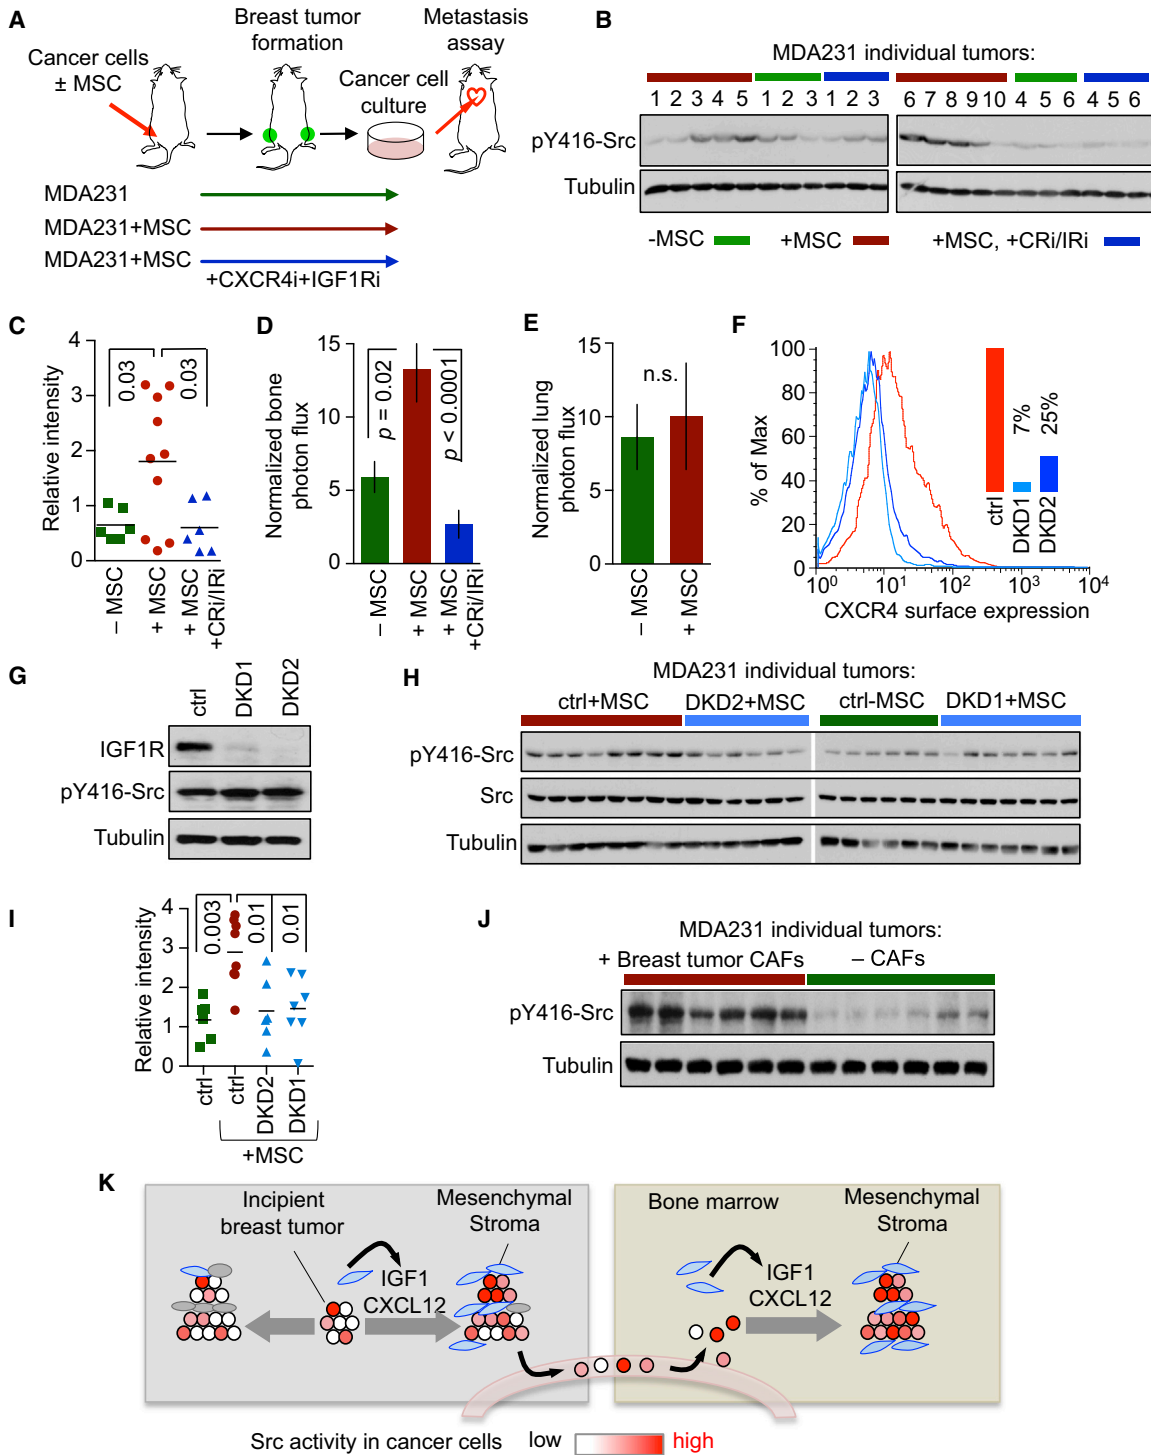 A
Cancer cells
± MSC
Breast tumor
formation
Cancer cell
culture
Metastasis
assay
MDA231
MDA231+MSC
MDA231+MSC
+CXCR4i+IGF1Ri
B
MDA231 individual tumors:
1 2 3 4 5 1 2 3 1 2 3 6 7 8 9 10 4 5 6 4 5 6
pY416-Src
Tubulin
-MSC +MSC +MSC, +CRi/IRi
C
Relative intensity
4
3
2
1
0
0.03 0.03
– MSC
+ MSC
+ MSC
+CRi/IRi
D
Normalized bone
photon flux
15
10
5
0
p = 0.02
p < 0.0001
– MSC
+ MSC
+ MSC
+CRi/IRi
E
Normalized lung
photon flux
15
10
5
0
n.s.
– MSC
+ MSC
F
% of Max
100
80
60
40
20
0
10⁰ 10¹ 10² 10³ 10⁴
CXCR4 surface expression
7%
25%
ctrl
DKD1
DKD2
G
ctrl
DKD1
DKD2
IGF1R
pY416-Src
Tubulin
H
MDA231 individual tumors:
ctrl+MSC DKD2+MSC ctrl-MSC DKD1+MSC
pY416-Src
Src
Tubulin
I
Relative intensity
4
3
2
1
0
0.003
0.01
0.01
ctrl
ctrl
DKD2
DKD1
+MSC
J
MDA231 individual tumors:
+ Breast tumor CAFs – CAFs
pY416-Src
Tubulin
K
Incipient
breast tumor
Mesenchymal
Stroma
IGF1
CXCL12
Bone marrow
IGF1
CXCL12
Mesenchymal
Stroma
Src activity in cancer cells low high